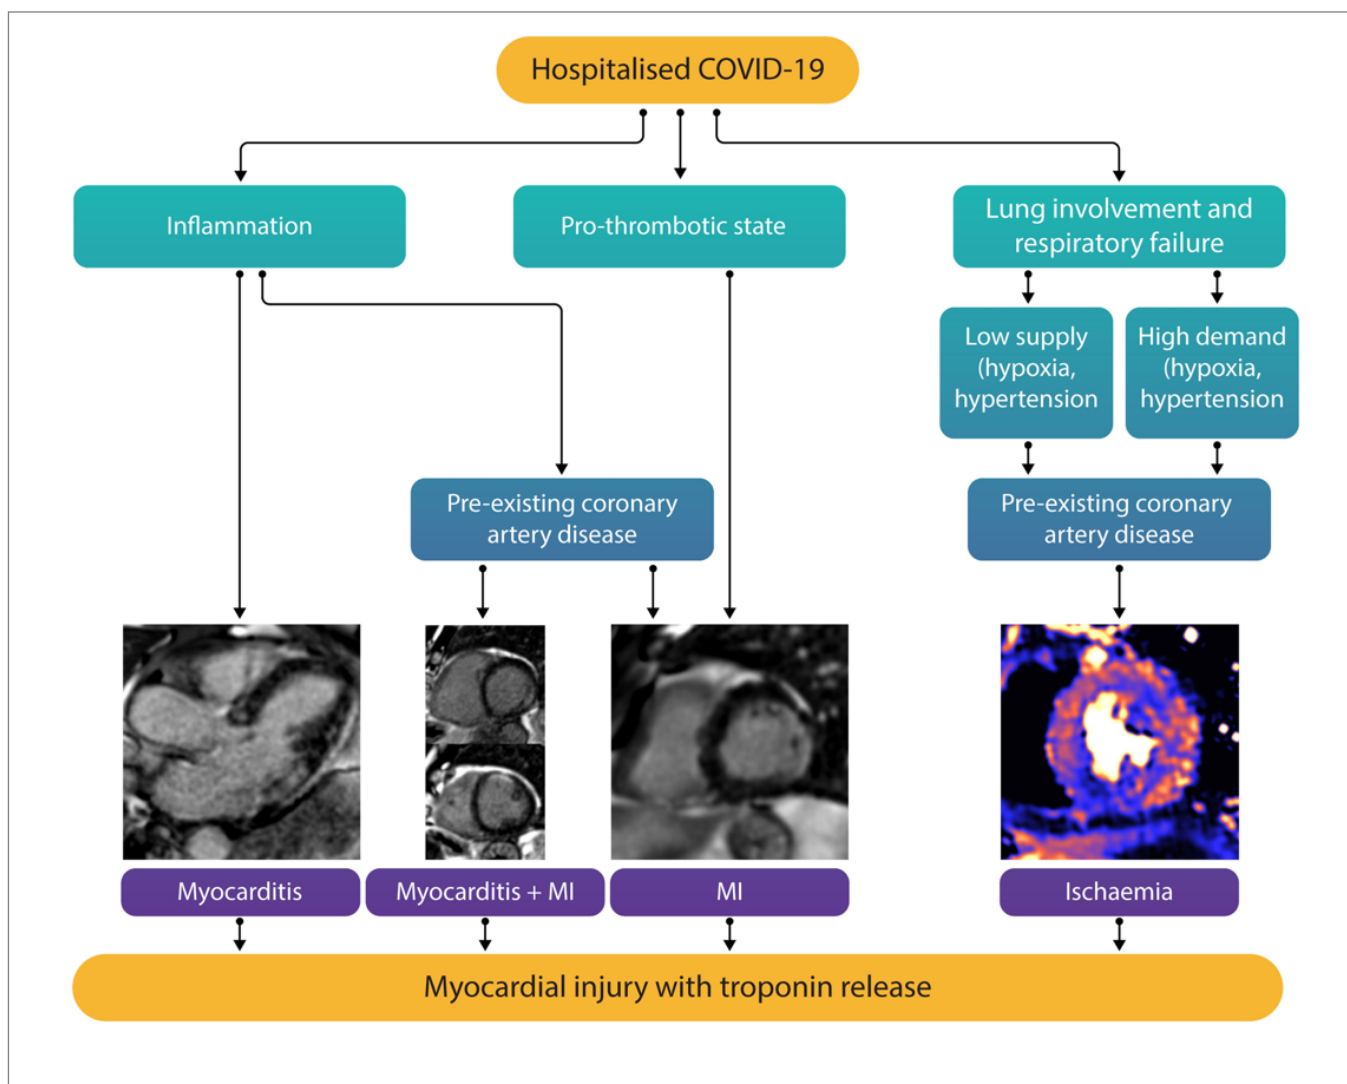 Hospitalised COVID-19
Inflammation
Pro-thrombotic state
Lung involvement and
respiratory failure
Low supply
(hypoxia,
hypertension
High demand
(hypoxia,
hypertension
Pre-existing coronary
artery disease
Pre-existing coronary
artery disease
Myocarditis
Myocarditis + MI
MI
Ischaemia
Myocardial injury with troponin release